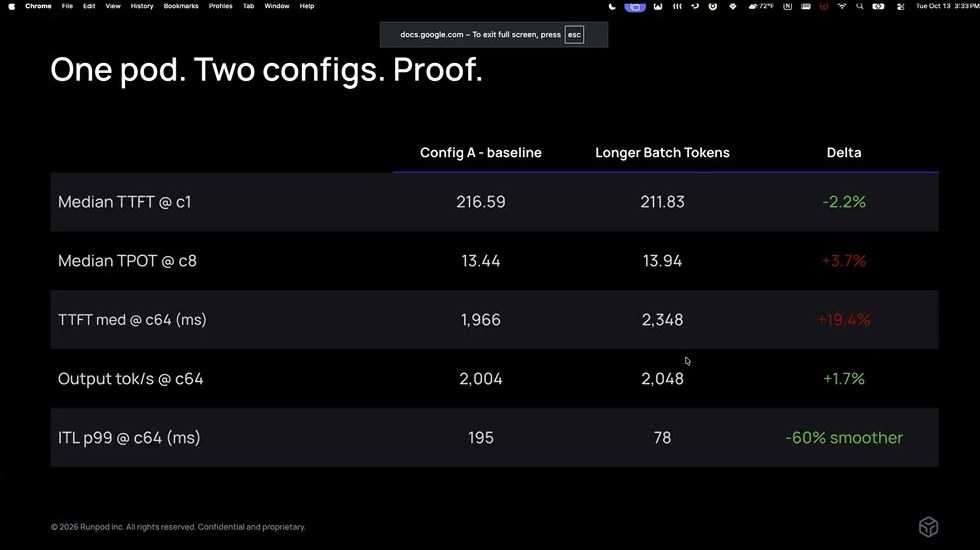 Chrome File Edit View History Bookmarks Profiles Tab Window Help
72°F
Tue Oct 13 3:33PM
docs.google.com – To exit full screen, press esc
One pod. Two configs. Proof.
Config A - baseline Longer Batch Tokens Delta
Median TTFT @ c1 216.59 211.83 -2.2%
Median TPOT @ c8 13.44 13.94 +3.7%
TTFT med @ c64 (ms) 1,966 2,348 +19.4%
Output tok/s @ c64 2,004 2,048 +1.7%
ITL p99 @ c64 (ms) 195 78 -60% smoother
© 2026 Runpod Inc. All rights reserved. Confidential and proprietary.